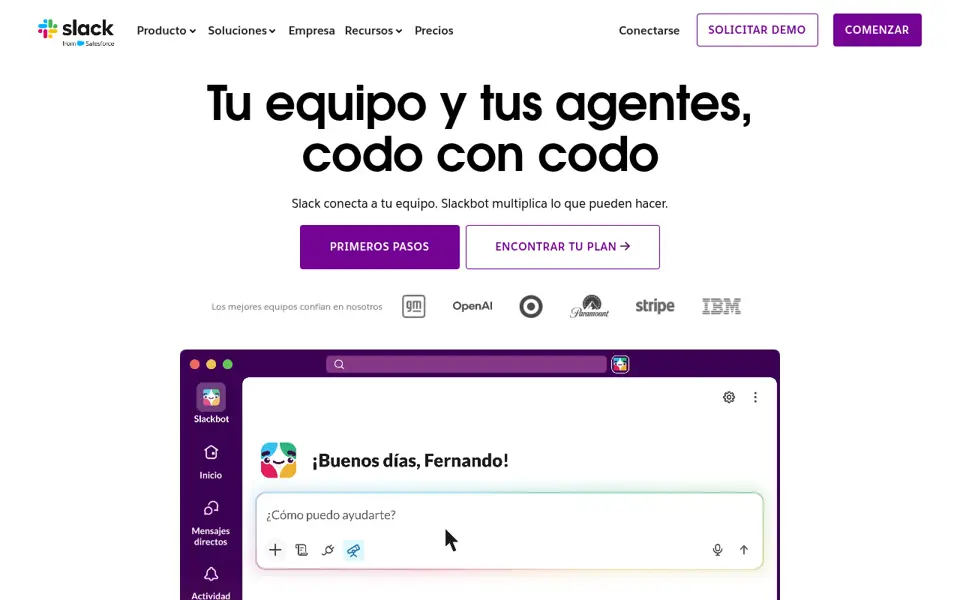 slack
from Salesforce
Producto
Soluciones
Empresa
Recursos
Precios
Conectarse
SOLICITAR DEMO
COMENZAR
Tu equipo y tus agentes,
codo con codo
Slack conecta a tu equipo. Slackbot multiplica lo que pueden hacer.
PRIMEROS PASOS
ENCONTRAR TU PLAN →
Los mejores equipos confían en nosotros
gm
OpenAI
Paramount
stripe
IBM
Slackbot
Inicio
Mensajes
directos
Actividad
¡Buenos días, Fernando!
¿Cómo puedo ayudarte?